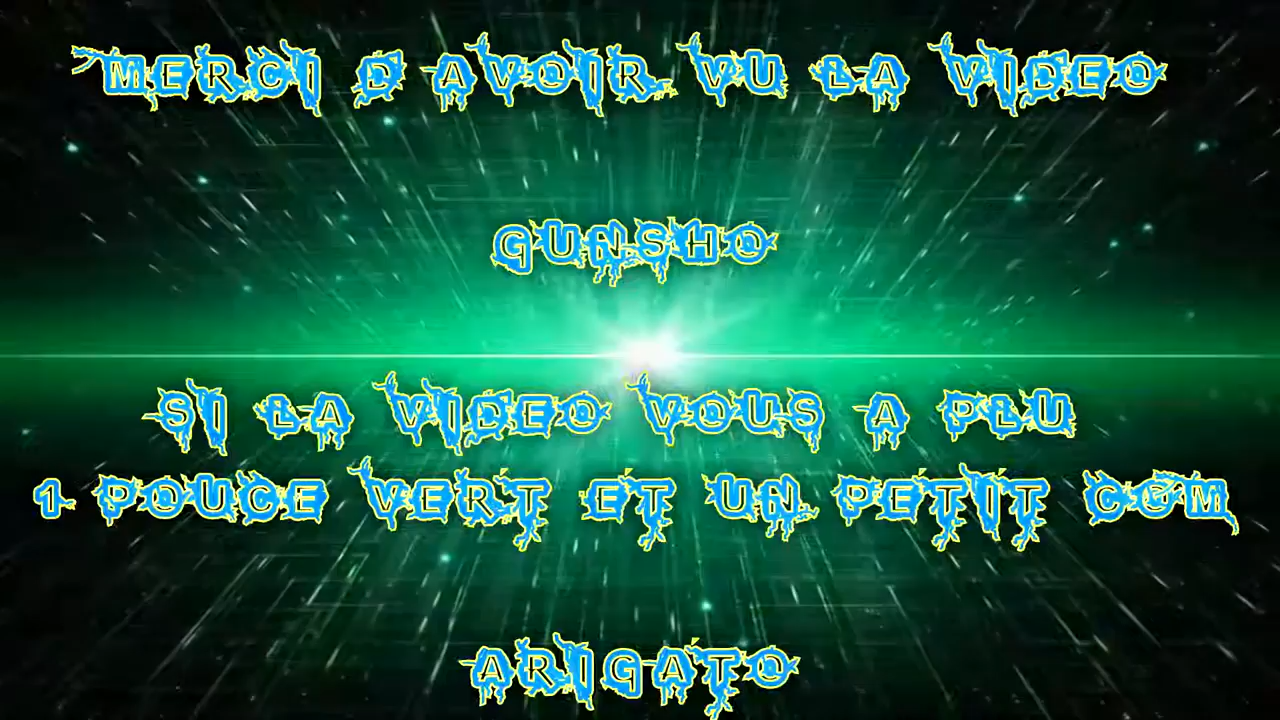 MERCI D AVOIR VU LA VIDEO
GUNSHO
SI LA VIDEO VOUS A PLU
1 POUCE VERT ET UN PETIT COM
ARIGATO